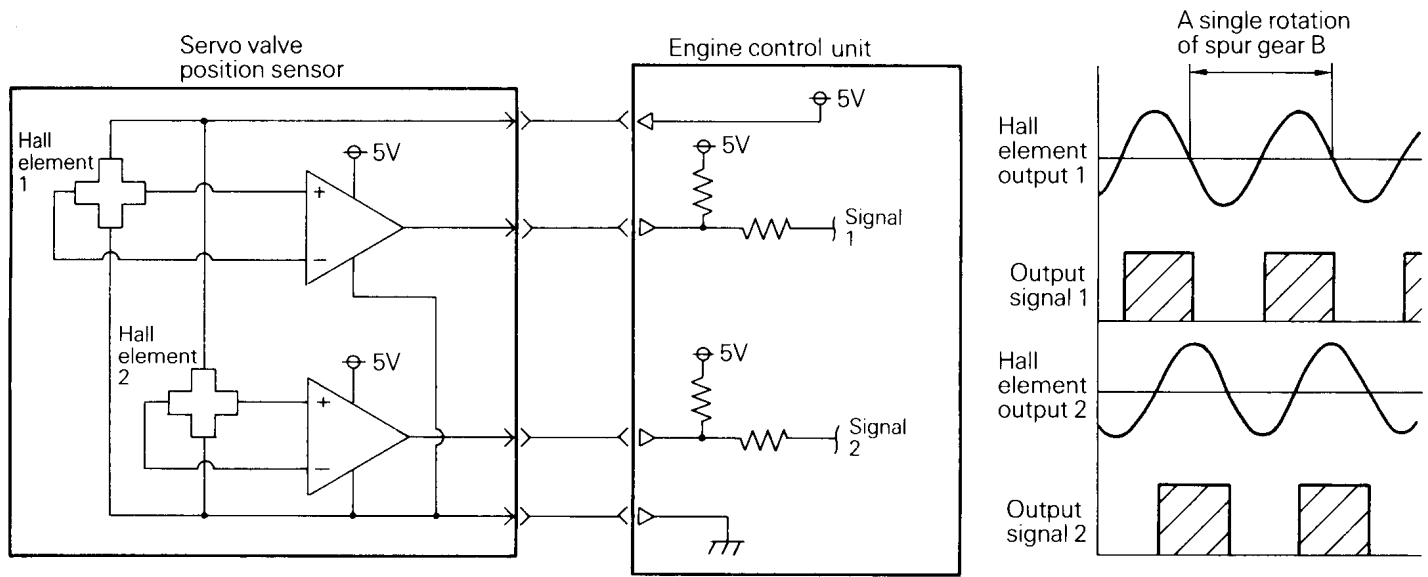 Servo valve
position sensor
Hall
element
1
+
−
5V
Hall
element
2
+
−
5V
Engine control unit
5V
5V
Signal
1
5V
Signal
2
A single rotation
of spur gear B
Hall
element
output 1
Output
signal 1
Hall
element
output 2
Output
signal 2